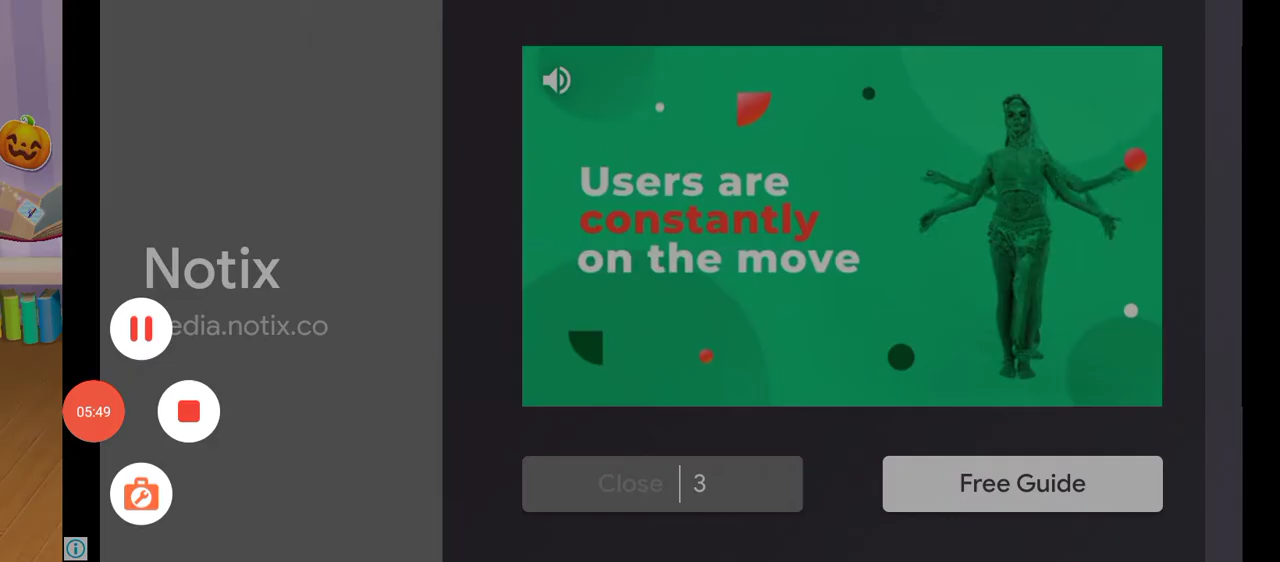 Notix
edia.notix.co
05:49
Users are
constantly
on the move
Close 3
Free Guide